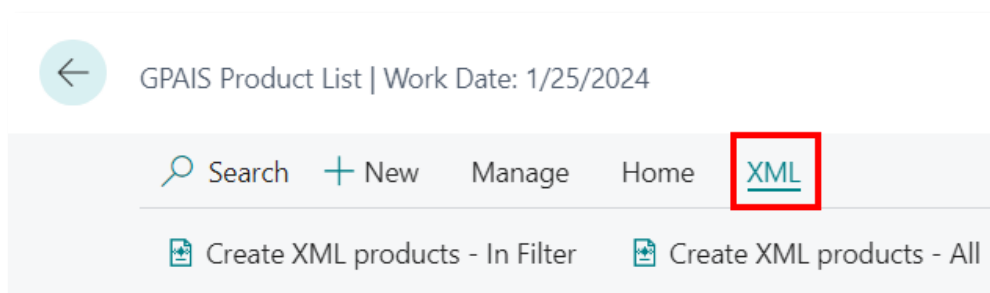 GPAIS Product List | Work Date: 1/25/2024
Search New Manage Home XML
Create XML products - In Filter Create XML products - All